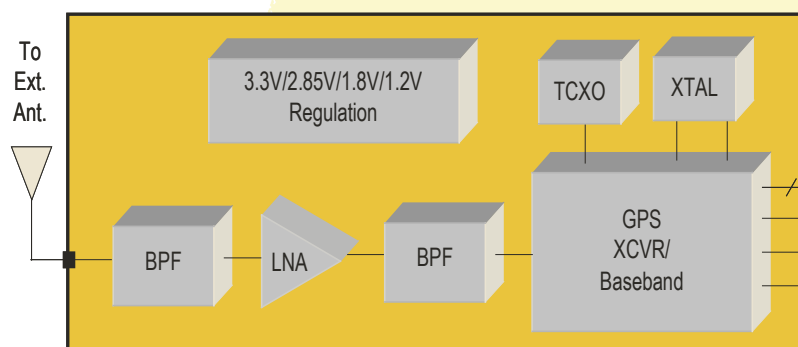 To
Ext.
Ant.
3.3V/2.85V/1.8V/1.2V
Regulation
TCXO
XTAL
BPF
LNA
BPF
GPS
XCVR/
Baseband